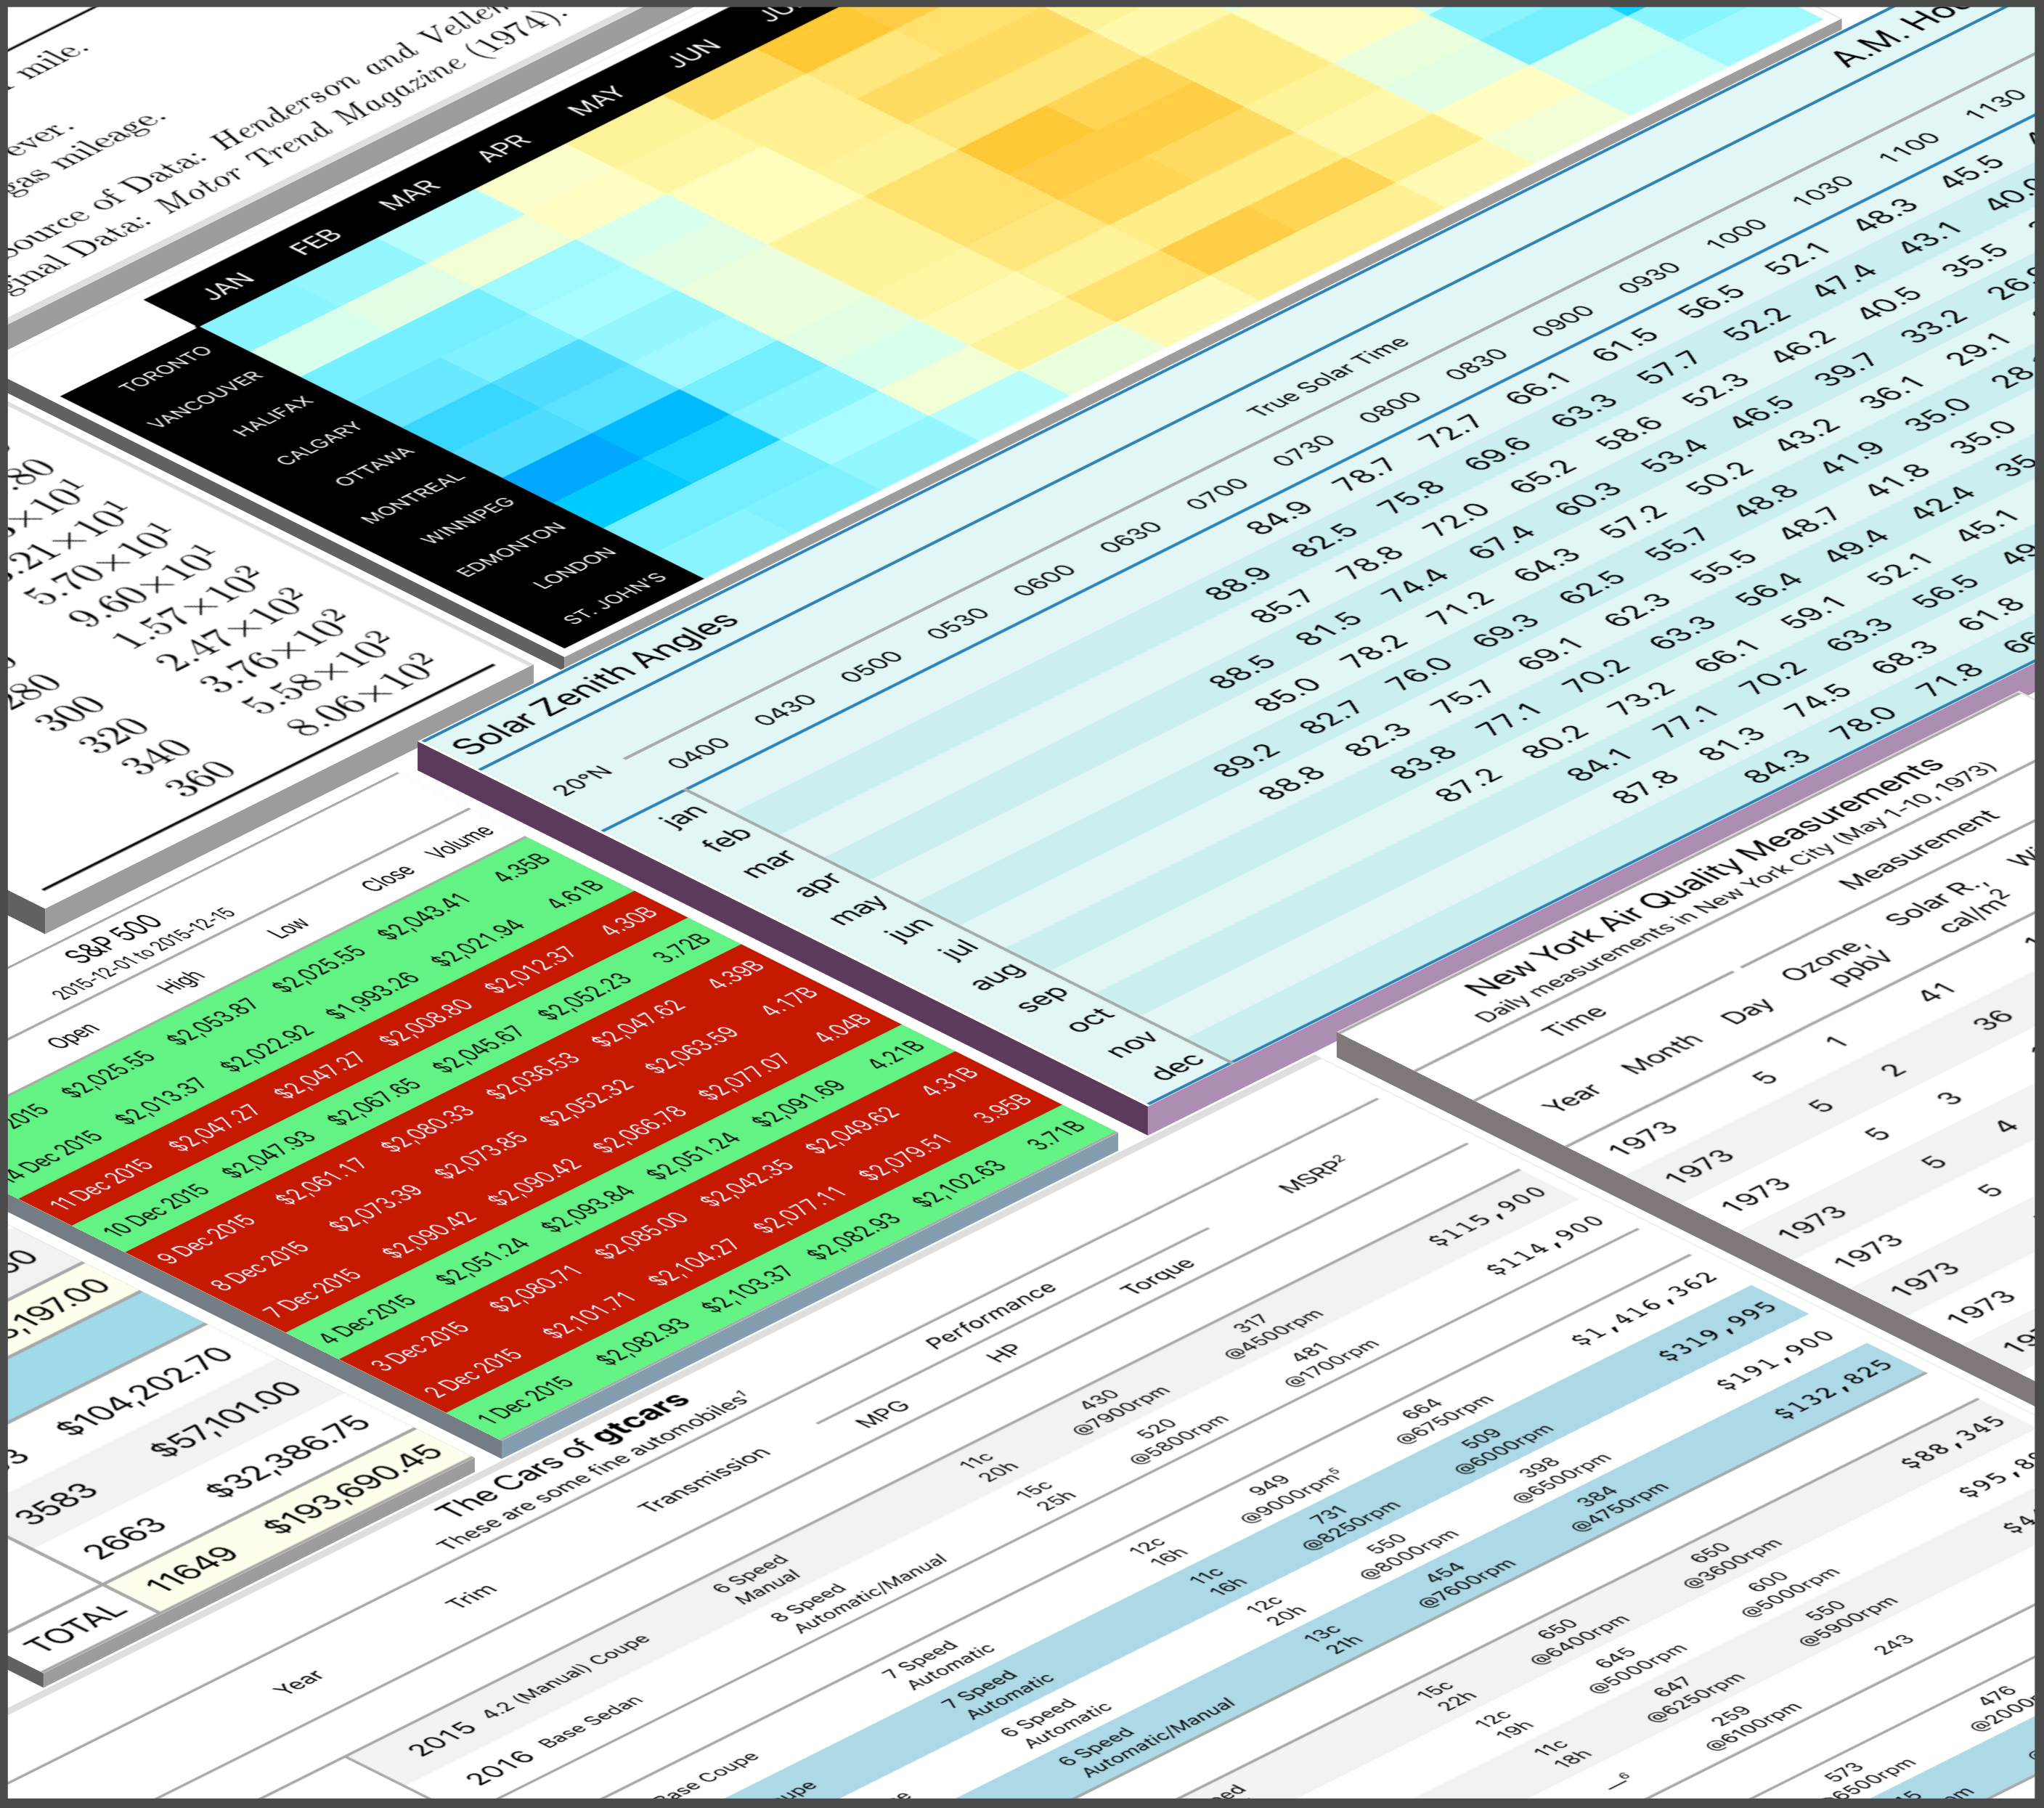 mile.
ever.
gas mileage.
Source of Data: Henderson and
Original Data: Motor Trend Magazine (1974).
JAN FEB MAR APR MAY JUN
TORONTO
VANCOUVER
HALIFAX
CALGARY
OTTAWA
MONTREAL
WINNIPEG
EDMONTON
LONDON
ST. JOHN'S
5.70×10¹
9.60×10¹
1.57×10²
280 2.47×10²
300 3.76×10²
320 5.58×10²
340 8.06×10²
360
Solar Zenith Angles
A.M.
True Solar Time
20°N 0400 0430 0500 0530 0600 0630 0700 0730 0800 0830 0900 0930 1000 1030 1100 1130
jan 84.9 78.7 72.7 66.1 61.5 56.5 52.1 48.3 45.5
feb 88.9 82.5 75.8 69.6 63.3 57.7 52.2 47.4 43.1
mar 85.7 78.8 72.0 65.2 58.6 52.3 46.2 40.5 35.5
apr 88.5 81.5 74.4 67.4 60.3 53.4 46.5 39.7 33.2
may 85.0 78.2 71.2 64.3 57.2 50.2 43.2 36.1 29.1
jun 89.2 82.7 76.0 69.3 62.5 55.7 48.8 41.9 35.0
jul 88.8 82.3 75.7 69.1 62.3 55.5 48.7 41.8 35.0
aug 83.8 77.1 70.2 63.3 56.4 49.4 42.4
sep 87.2 80.2 73.2 66.1 59.1 52.1 45.1
oct 84.1 77.1 70.2 63.3 56.5
nov 87.8 81.3 74.5 68.3 61.8
dec 84.3 78.0 71.8
S&P 500
2015-12-01 to 2015-12-15
Open High Low Close Volume
2015 $2,025.55 $2,053.87 $2,025.55 $2,043.41 4.35B
14 Dec 2015 $2,013.37 $2,022.92 $1,993.26 $2,021.94 4.61B
11 Dec 2015 $2,047.27 $2,047.27 $2,008.80 $2,012.37 4.30B
10 Dec 2015 $2,047.93 $2,067.65 $2,045.67 $2,052.23 3.72B
9 Dec 2015 $2,061.17 $2,080.33 $2,036.53 $2,047.62 4.39B
8 Dec 2015 $2,073.39 $2,073.85 $2,052.32 $2,063.59 4.17B
7 Dec 2015 $2,090.42 $2,090.42 $2,066.78 $2,077.07 4.04B
4 Dec 2015 $2,051.24 $2,093.84 $2,051.24 $2,091.69 4.21B
3 Dec 2015 $2,080.71 $2,085.00 $2,042.35 $2,049.62 4.31B
2 Dec 2015 $2,101.71 $2,104.27 $2,077.11 $2,079.51 3.95B
1 Dec 2015 $2,082.93 $2,103.37 $2,082.93 $2,102.63 3.71B
New York Air Quality Measurements
Daily measurements in New York City (May 1-10, 1973)
Time Measurement
Year Month Day Ozone, ppbV Solar R., cal/m²
1973 5 1 41
1973 5 2 36
1973 5 3
1973 5 4
1973 5
1973
1973
,197.00
$104,202.70
3583 $57,101.00
2663 $32,386.75
TOTAL 11649 $193,690.45
The Cars of gtcars
These are some fine automobiles¹
Performance
Year Trim Transmission MPG HP Torque MSRP²
2015 4.2 (Manual) Coupe 6 Speed Manual 11c 20h 430 @7900rpm 317 @4500rpm $115,900
2016 Base Sedan 8 Speed Automatic/Manual 15c 25h 520 @5800rpm 481 @1700rpm $114,900
Base Coupe 7 Speed Automatic 12c 16h 949 @9000rpm⁵ 664 @6750rpm $1,416,362
7 Speed Automatic 11c 16h 731 @8250rpm 509 @6000rpm $319,995
6 Speed Automatic 12c 20h 550 @8000rpm 398 @6500rpm $191,900
6 Speed Automatic/Manual 13c 21h 454 @7600rpm 384 @4750rpm $132,825
15c 22h 650 @6400rpm 650 @3600rpm $88,345
12c 19h 645 @5000rpm 600 @5000rpm
11c 18h 647 @6250rpm 550 @5900rpm
—⁶ 259 @6100rpm 243
573 476